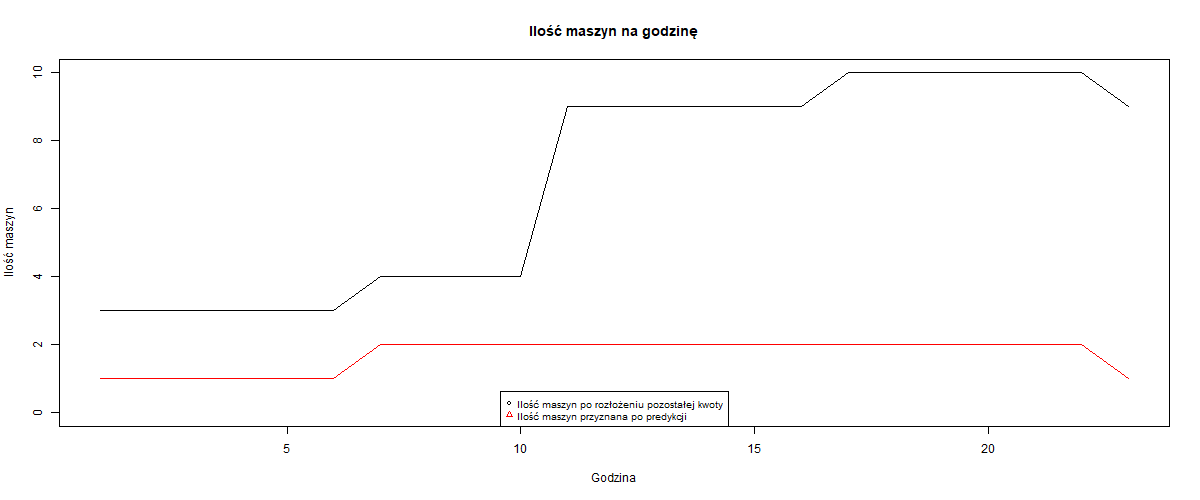 Ilość maszyn na godzinę
Ilość maszyn
10
8
6
4
2
0
Ilość maszyn po rozłożeniu pozostałej kwoty
Ilość maszyn przyznana po predykcji
5
10
15
20
Godzina